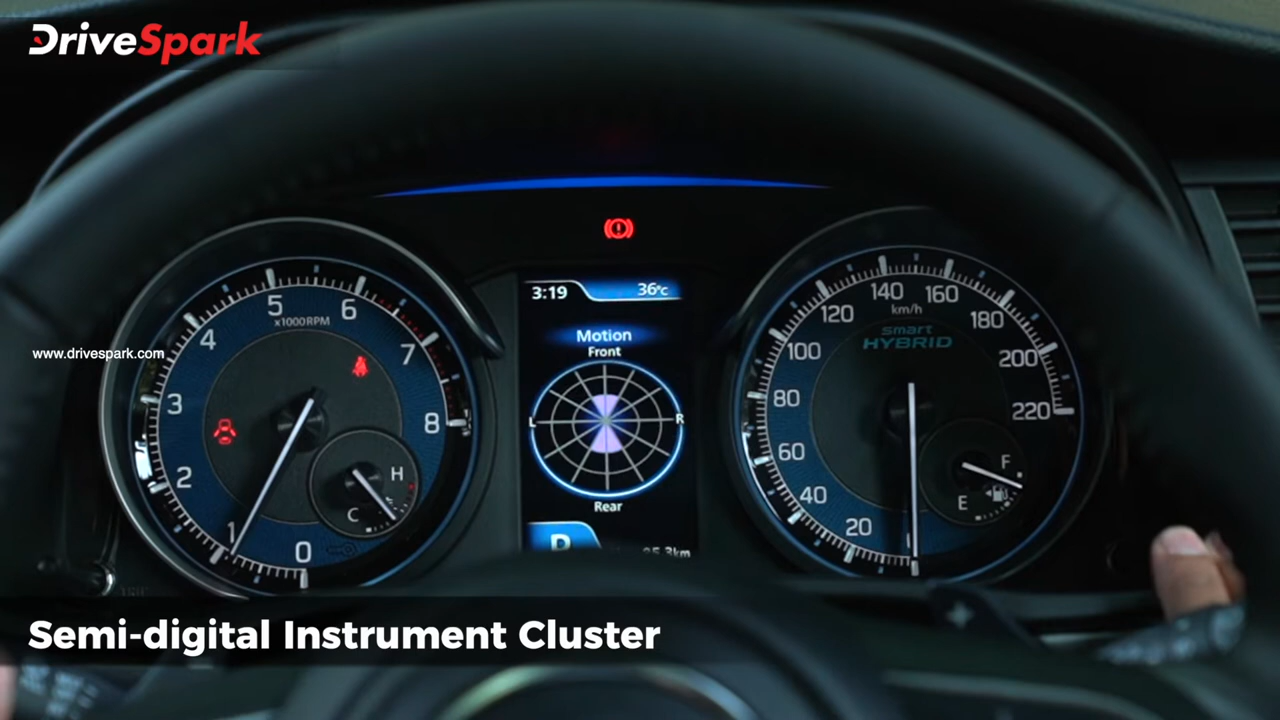 DriveSpark
www.drivespark.com
3:19 36°C
Motion
Front
L R
Rear
0 1 2 3 4 5 6 7 8
x1000RPM
H
C
20 40 60 80 100 120 140 160 180 200 220
km/h
smart
HYBRID
F
E
Semi-digital Instrument Cluster